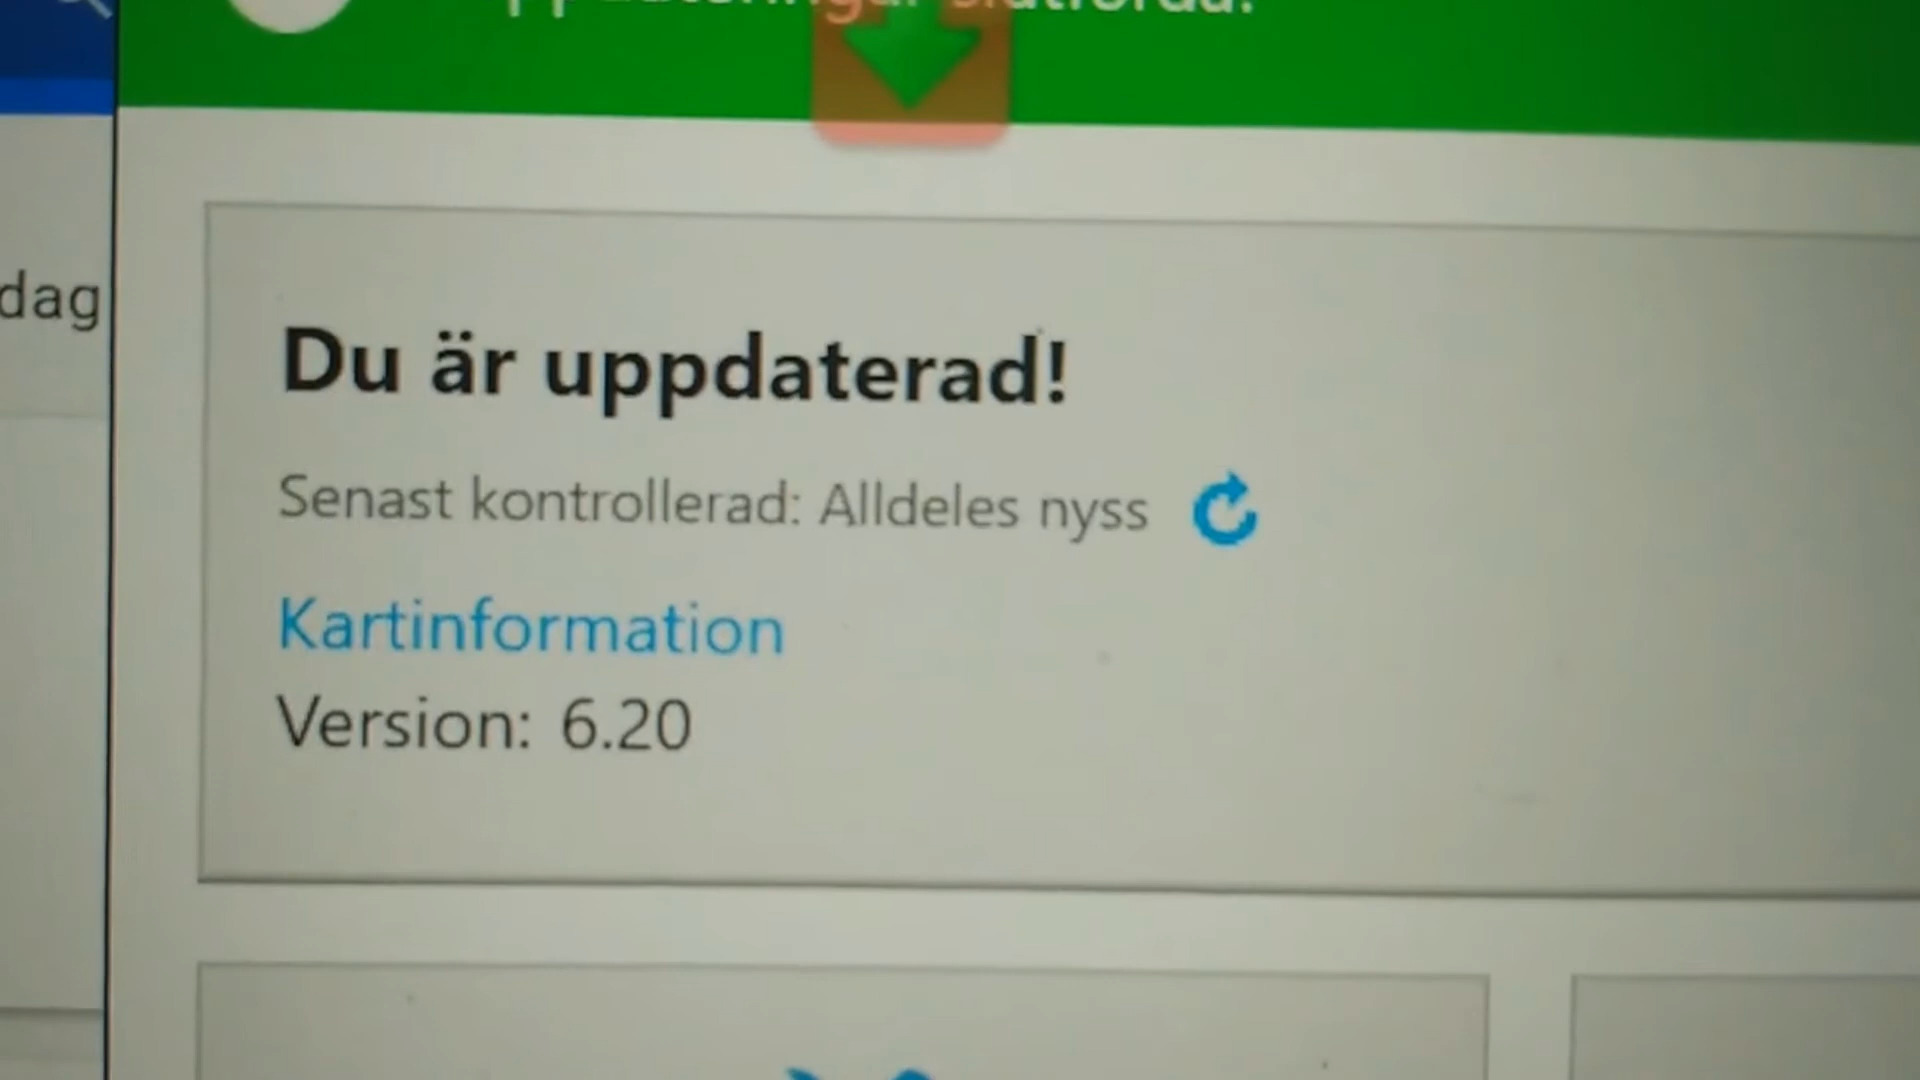 dag
Du är uppdaterad!
Senast kontrollerad: Alldeles nyss
Kartinformation
Version: 6.20